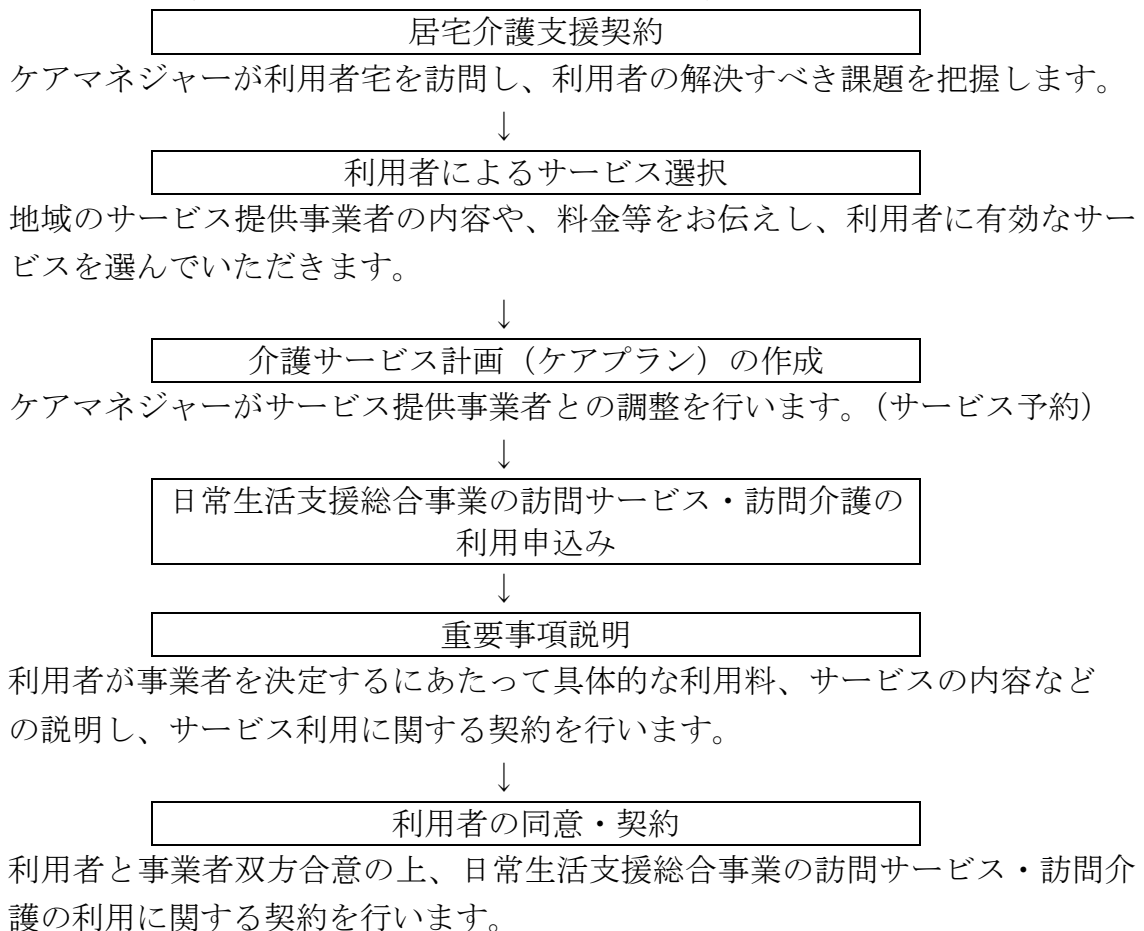 居宅介護支援契約
ケアマネジャーが利用者宅を訪問し、利用者の解決すべき課題を把握します。
↓
利用者によるサービス選択
地域のサービス提供事業者の内容や、料金等をお伝えし、利用者に有効なサー
ビスを選んでいただきます。
↓
介護サービス計画（ケアプラン）の作成
ケアマネジャーがサービス提供事業者との調整を行います。（サービス予約）
↓
日常生活支援総合事業の訪問サービス・訪問介護の
利用申込み
↓
重要事項説明
利用者が事業者を決定するにあたって具体的な利用料、サービスの内容など
の説明し、サービス利用に関する契約を行います。
↓
利用者の同意・契約
利用者と事業者双方合意の上、日常生活支援総合事業の訪問サービス・訪問介
護の利用に関する契約を行います。